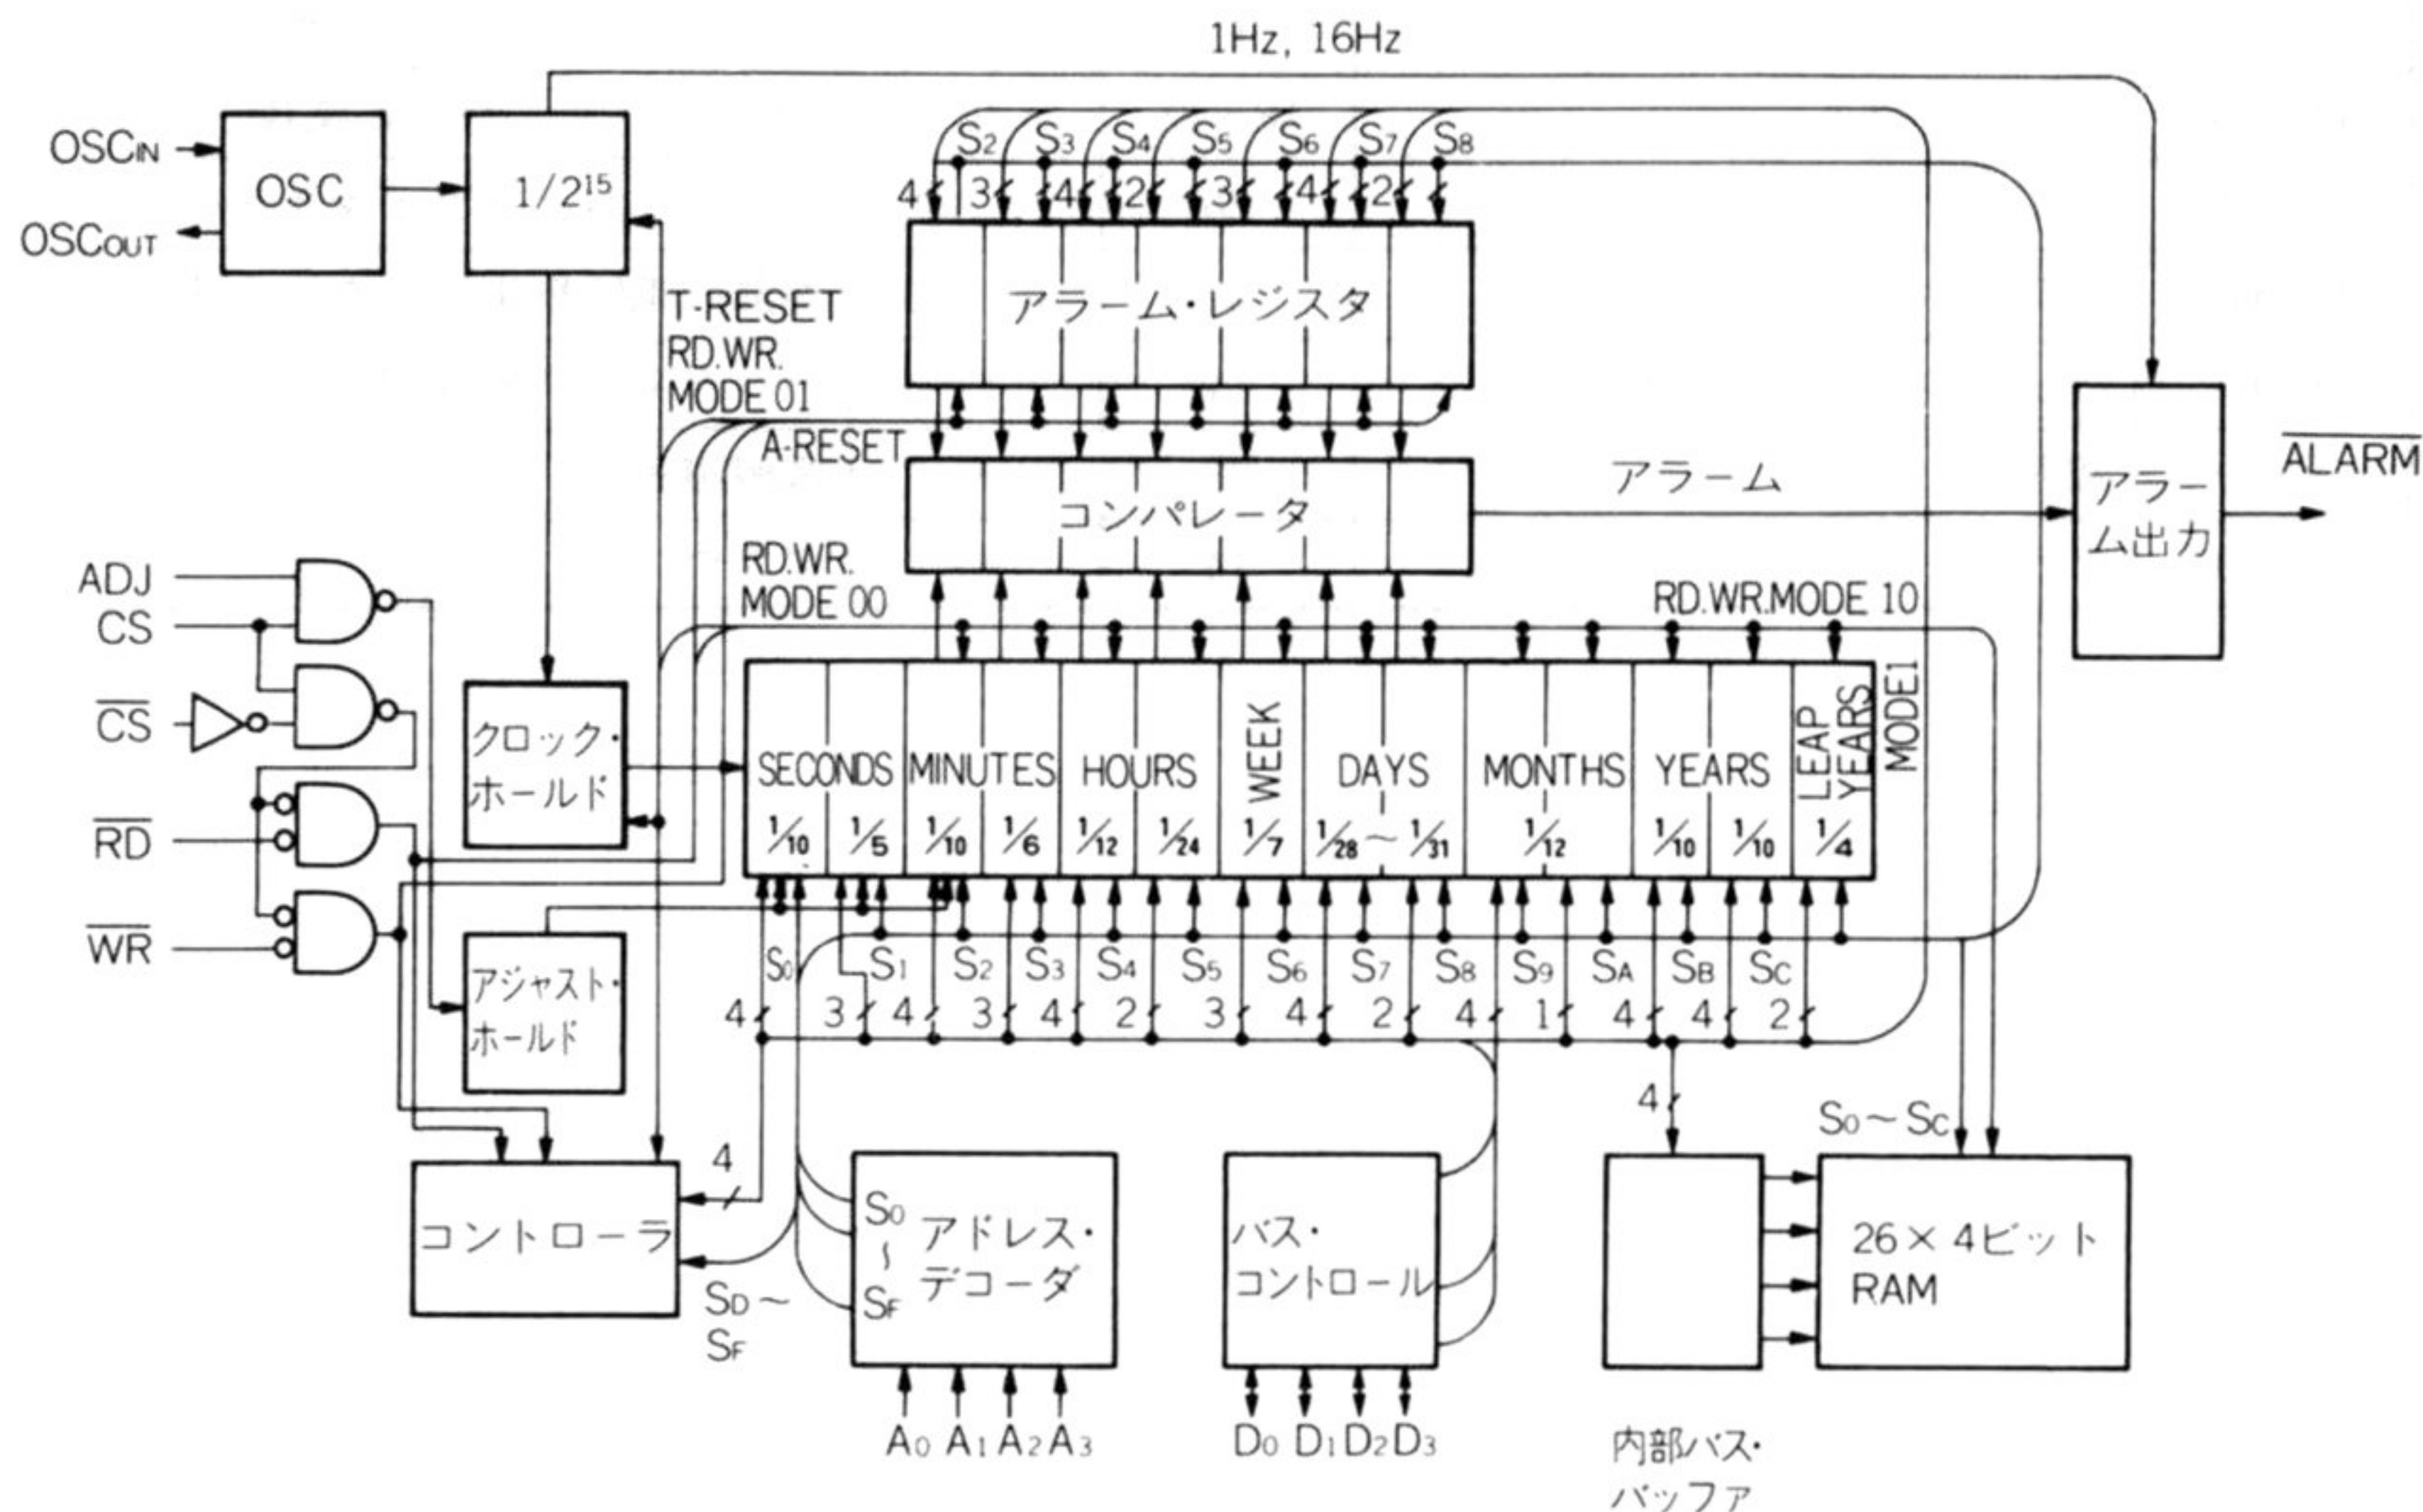 1Hz, 16Hz
OSCIN
OSCOUT
OSC
1/2¹⁵
S2 S3 S4 S5 S6 S7 S8
4 3 4 2 3 4 2
アラーム・レジスタ
T-RESET
RD.WR.
MODE 01
A-RESET
コンパレータ
アラーム
アラー
ム出力
ALARM
RD.WR.
MODE 00
RD.WR.MODE 10
MODE1
ADJ
CS
CS
RD
WR
クロック・
ホールド
SECONDS MINUTES HOURS WEEK DAYS MONTHS YEARS LEAP YEARS
1/10 1/5 1/10 1/6 1/12 1/24 1/7 1/28 ~ 1/31 1/12 1/10 1/10 1/4
アジャスト・
ホールド
S0 S1 S2 S3 S4 S5 S6 S7 S8 S9 SA SB SC
4 3 4 3 4 2 3 4 2 4 1 4 4 2
4
4
S0~SC
コントローラ
SD~
SF
S0
~
SF
アドレス・
デコーダ
バス・
コントロール
26×4ビット
RAM
A0 A1 A2 A3
D0 D1 D2 D3
内部バス・
バッファ